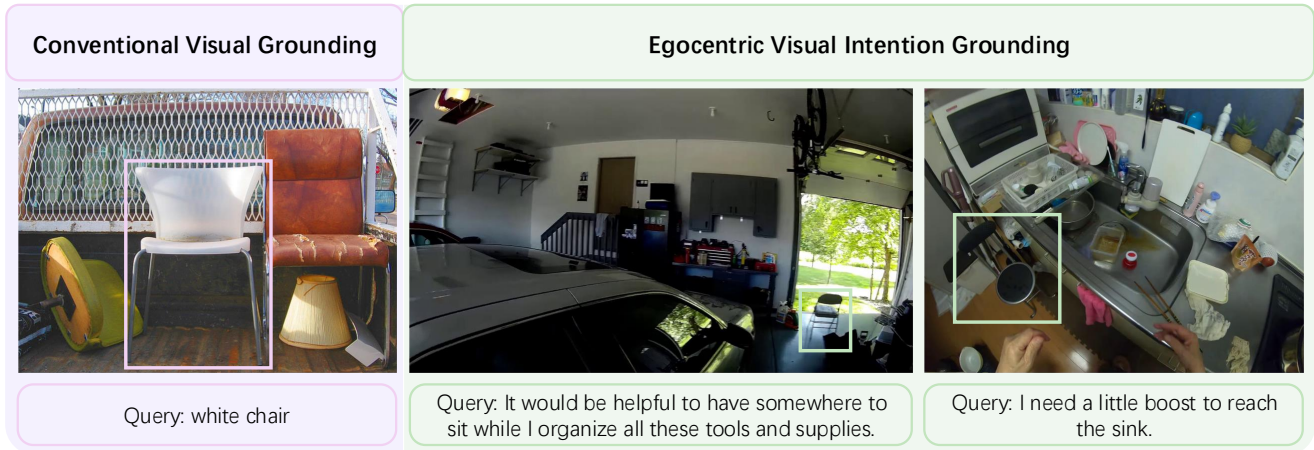 Conventional Visual Grounding
Egocentric Visual Intention Grounding
Query: white chair
Query: It would be helpful to have somewhere to
sit while I organize all these tools and supplies.
Query: I need a little boost to reach
the sink.